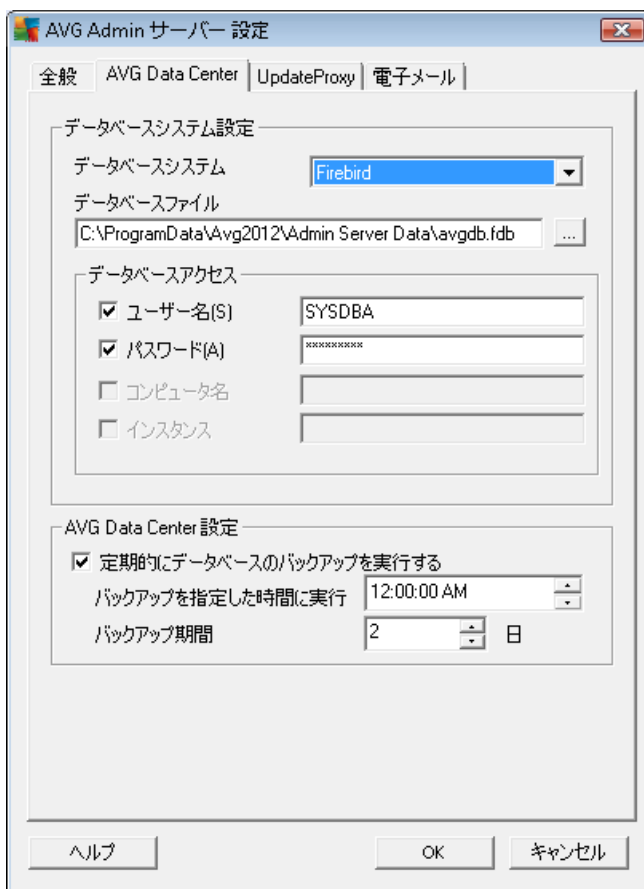 AVG Admin サーバー 設定
全般 AVG Data Center UpdateProxy 電子メール
データベースシステム設定
データベースシステム Firebird
データベースファイル
C:\ProgramData\Avg2012\Admin Server Data\avgdb.fdb ...
データベースアクセス
ユーザー名(S) SYSDBA
パスワード(A) *********
コンピュータ名
インスタンス
AVG Data Center 設定
定期的にデータベースのバックアップを実行する
バックアップを指定した時間に実行 12:00:00 AM
バックアップ期間 2 日
ヘルプ OK キャンセル